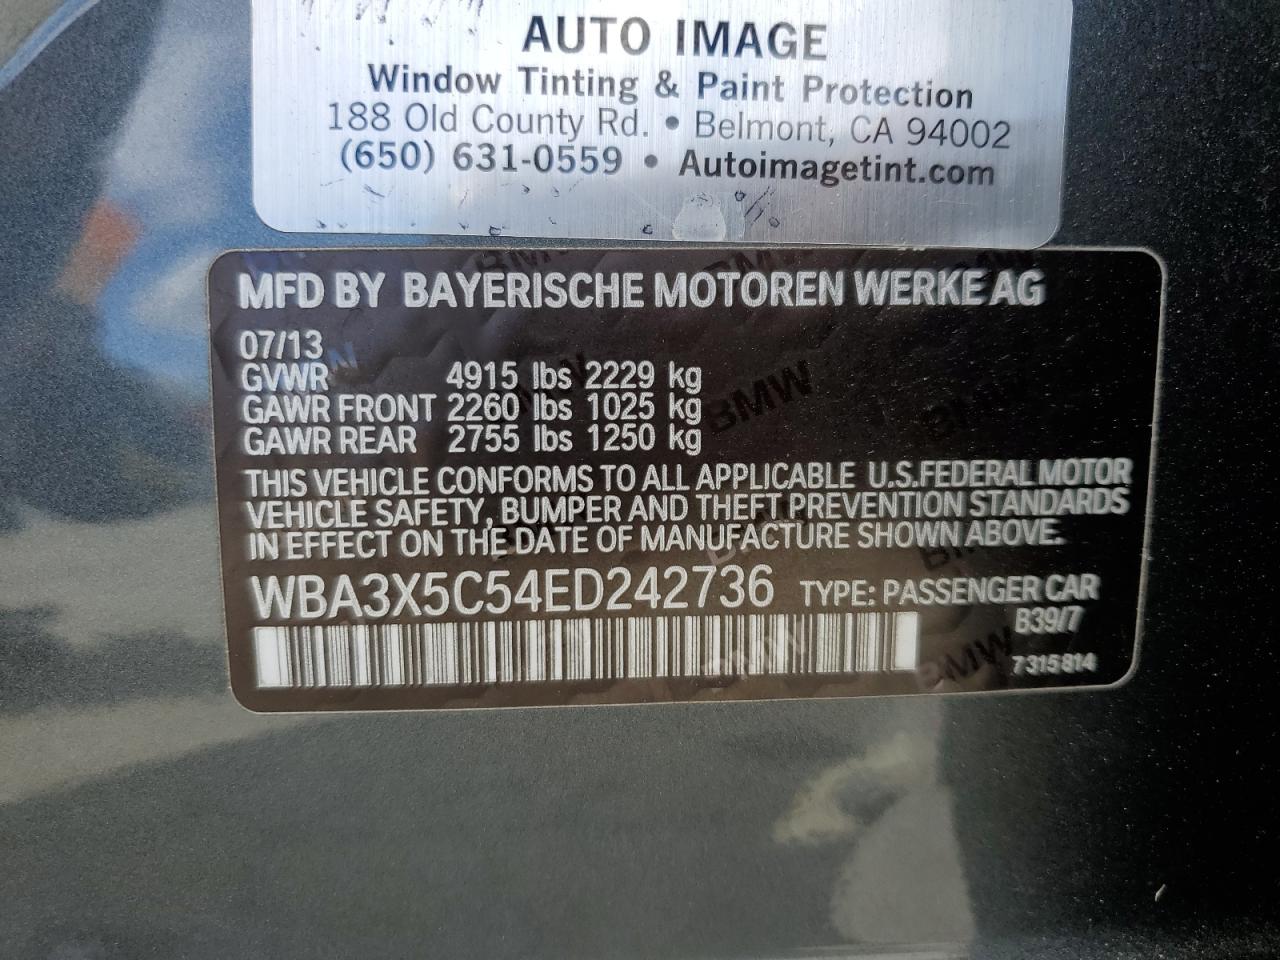 AUTO IMAGE
Window Tinting & Paint Protection
188 Old County Rd. • Belmont, CA 94002
(650) 631-0559 • Autoimagetint.com
MFD BY BAYERISCHE MOTOREN WERKE AG
07/13
GVWR 4915 lbs 2229 kg
GAWR FRONT 2260 lbs 1025 kg
GAWR REAR 2755 lbs 1250 kg
THIS VEHICLE CONFORMS TO ALL APPLICABLE U.S.FEDERAL MOTOR
VEHICLE SAFETY, BUMPER AND THEFT PREVENTION STANDARDS
IN EFFECT ON THE DATE OF MANUFACTURE SHOWN ABOVE.
WBA3X5C54ED242736 TYPE: PASSENGER CAR
B39/7
7315814